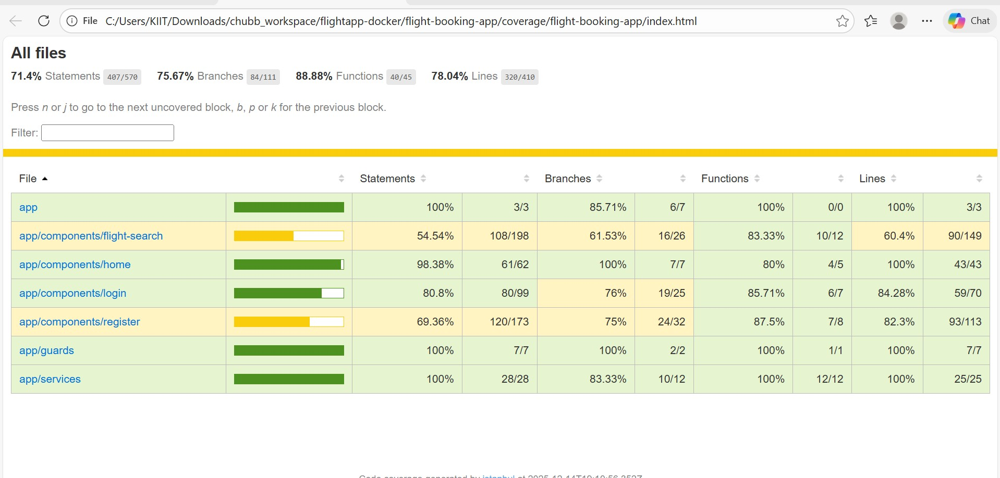 File C:/Users/KIIT/Downloads/chubb_workspace/flightapp-docker/flight-booking-app/coverage/flight-booking-app/index.html Chat
All files
71.4% Statements 407/570 75.67% Branches 84/111 88.88% Functions 40/45 78.04% Lines 320/410
Press n or j to go to the next uncovered block, b, p or k for the previous block.
Filter:
File Statements Branches Functions Lines
app 100% 3/3 85.71% 6/7 100% 0/0 100% 3/3
app/components/flight-search 54.54% 108/198 61.53% 16/26 83.33% 10/12 60.4% 90/149
app/components/home 98.38% 61/62 100% 7/7 80% 4/5 100% 43/43
app/components/login 80.8% 80/99 76% 19/25 85.71% 6/7 84.28% 59/70
app/components/register 69.36% 120/173 75% 24/32 87.5% 7/8 82.3% 93/113
app/guards 100% 7/7 100% 2/2 100% 1/1 100% 7/7
app/services 100% 28/28 83.33% 10/12 100% 12/12 100% 25/25
Code coverage generated by istanbul at